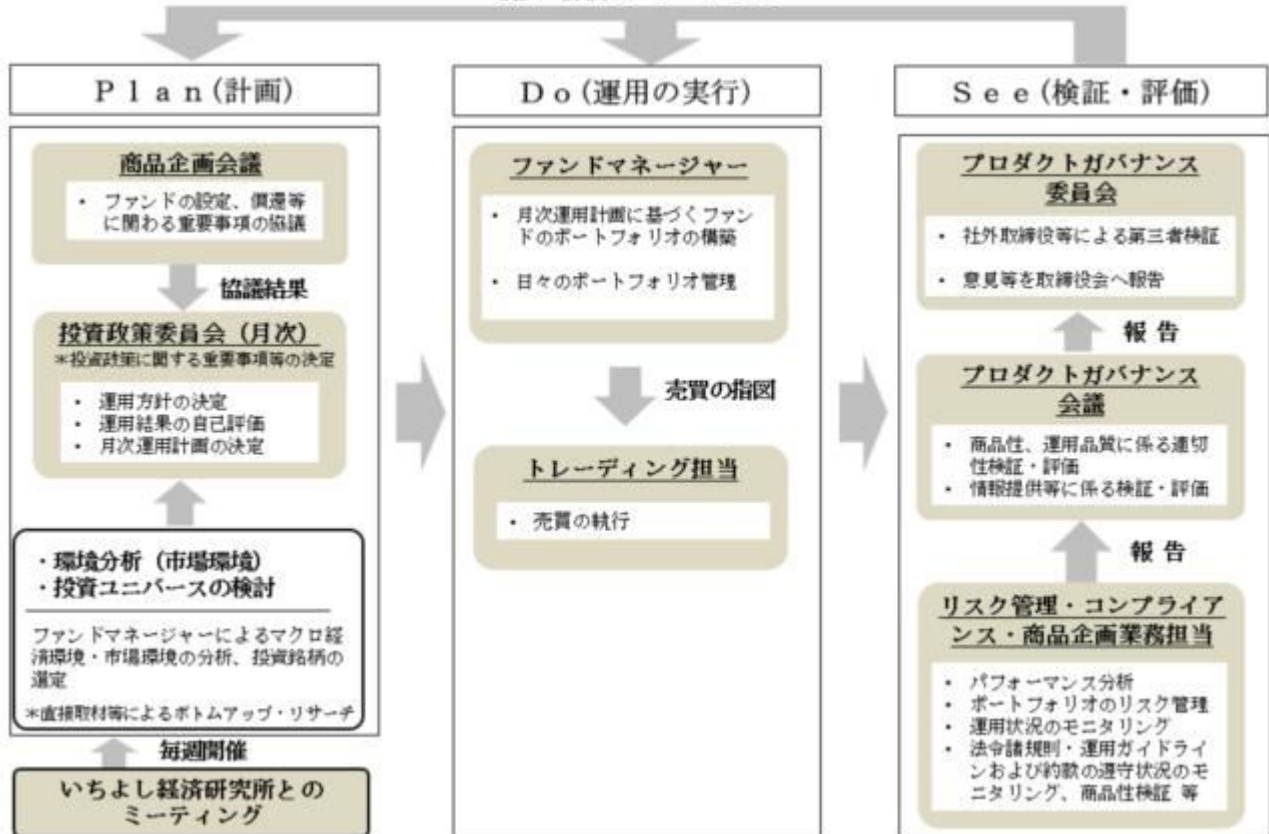 Plan(計画)
商品企画会議
・ ファンドの設定、償還等
に関わる重要事項の協議
協議結果
投資政策委員会(月次)
*投資政策に関する重要事項等の決定
・ 運用方針の決定
・ 運用結果の自己評価
・ 月次運用計画の決定
・環境分析(市場環境)
・投資ユニバースの検討
ファンドマネージャーによるマクロ経
済環境・市場環境の分析、投資銘柄の
選定
*直接取材等によるボトムアップ・リサーチ
毎週開催
いちよし経済研究所との
ミーティング
Do(運用の実行)
ファンドマネージャー
・ 月次運用計画に基づくファン
ドのポートフォリオの構築
・ 日々のポートフォリオ管理
売買の指図
トレーディング担当
・ 売買の執行
See(検証・評価)
プロダクトガバナンス
委員会
・ 社外取締役等による第三者検証
・ 意見等を取締役会へ報告
報告
プロダクトガバナンス
会議
・ 商品性、運用品質に係る適切
性検証・評価
・ 情報提供等に係る検証・評価
報告
リスク管理・コンプライア
ンス・商品企画業務担当
・ パフォーマンス分析
・ ポートフォリオのリスク管理
・ 運用状況のモニタリング
・ 法令諸規則・運用ガイドライ
ンおよび約款の遵守状況のモ
ニタリング、商品性検証 等